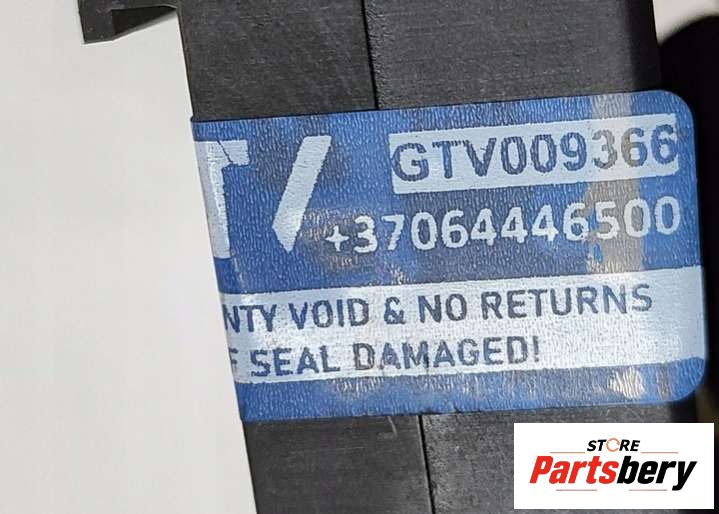 GTV009366
+37064446500
NTY VOID & NO RETURNS
F SEAL DAMAGED!
STORE
Partsbery